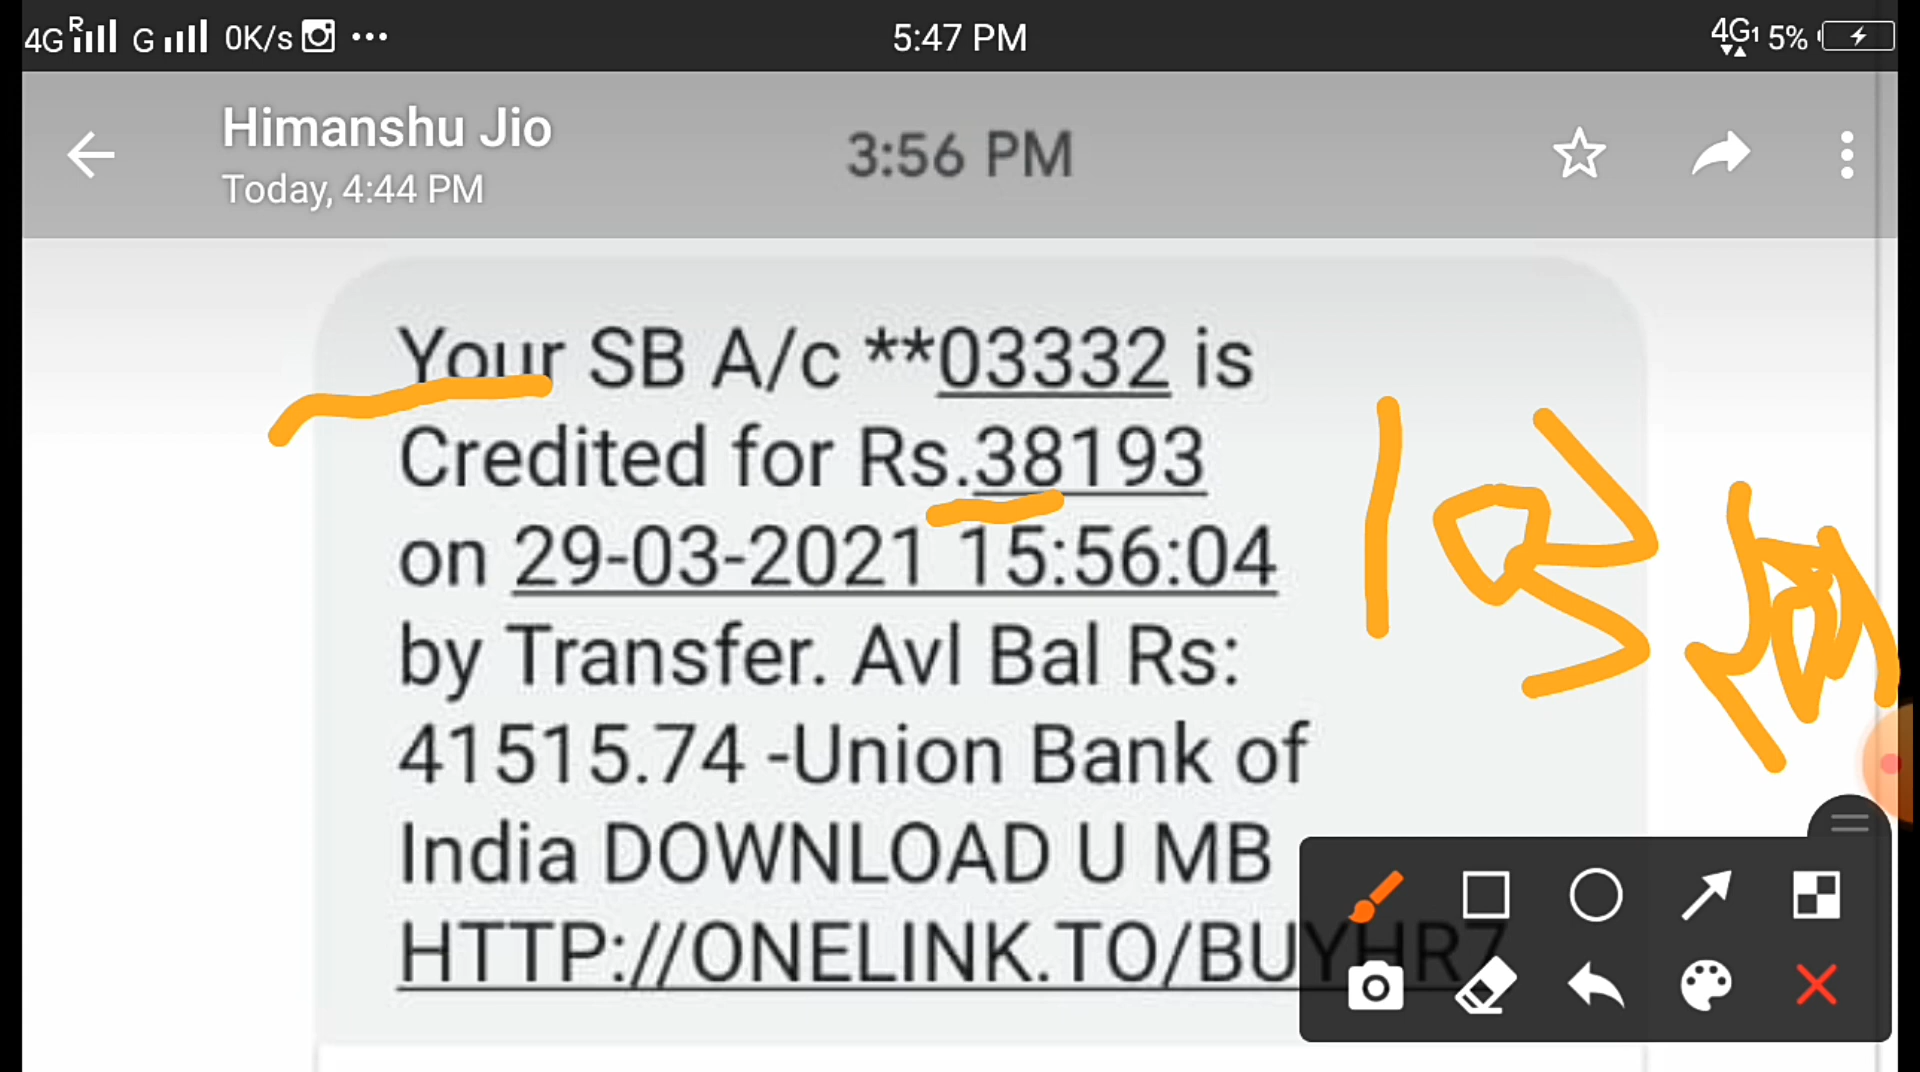 4G R G 0K/s ... 5:47 PM 4G1 5%
Himanshu Jio
Today, 4:44 PM
3:56 PM
Your SB A/c **03332 is
Credited for Rs.38193
on 29-03-2021 15:56:04
by Transfer. Avl Bal Rs:
41515.74 -Union Bank of
India DOWNLOAD U MB
HTTP://ONELINK.TO/BUYHR7